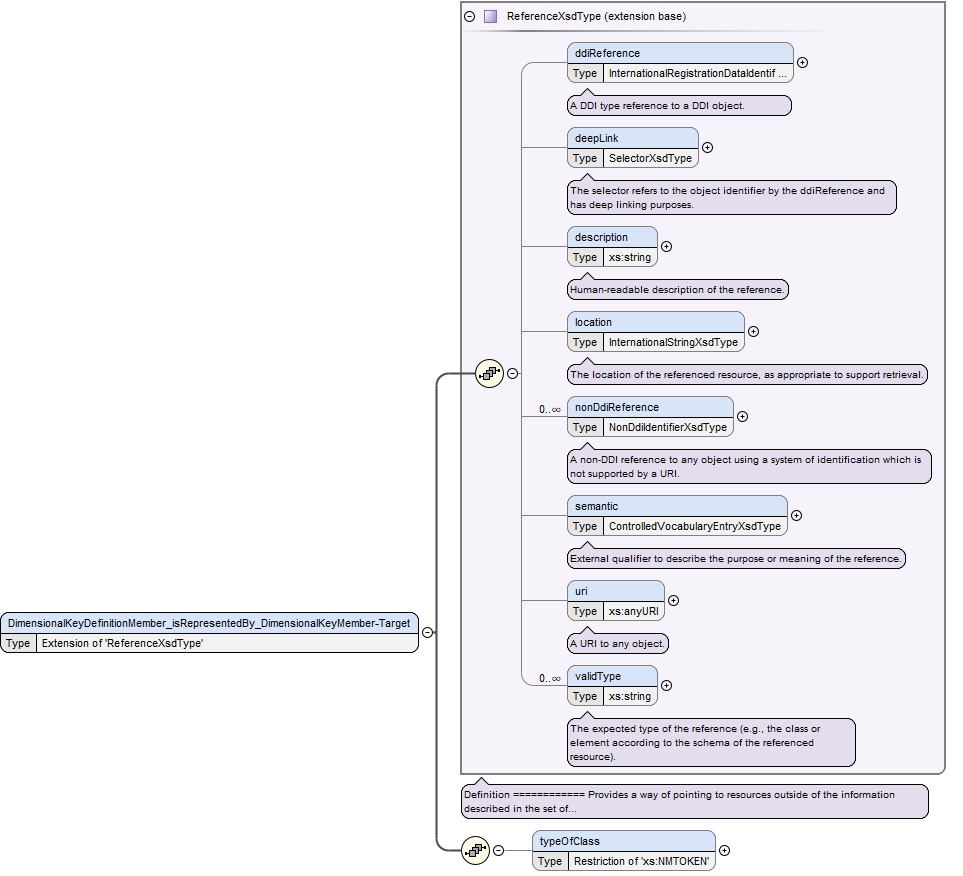 ReferenceXsdType (extension base)
ddiReference
Type InternationalRegistrationDataIdentif ...
A DDI type reference to a DDI object.
deepLink
Type SelectorXsdType
The selector refers to the object identifier by the ddiReference and
has deep linking purposes.
description
Type xs:string
Human-readable description of the reference.
location
Type InternationalStringXsdType
The location of the referenced resource, as appropriate to support retrieval.
0..∞ nonDdiReference
Type NonDdiIdentifierXsdType
A non-DDI reference to any object using a system of identification which is
not supported by a URI.
semantic
Type ControlledVocabularyEntryXsdType
External qualifier to describe the purpose or meaning of the reference.
uri
Type xs:anyURI
A URI to any object.
DimensionalKeyDefinitionMember_isRepresentedBy_DimensionalKeyMember-Target
Type Extension of 'ReferenceXsdType'
0..∞ validType
Type xs:string
The expected type of the reference (e.g., the class or
element according to the schema of the referenced
resource).
Definition ============ Provides a way of pointing to resources outside of the information
described in the set of...
typeOfClass
Type Restriction of 'xs:NMTOKEN'